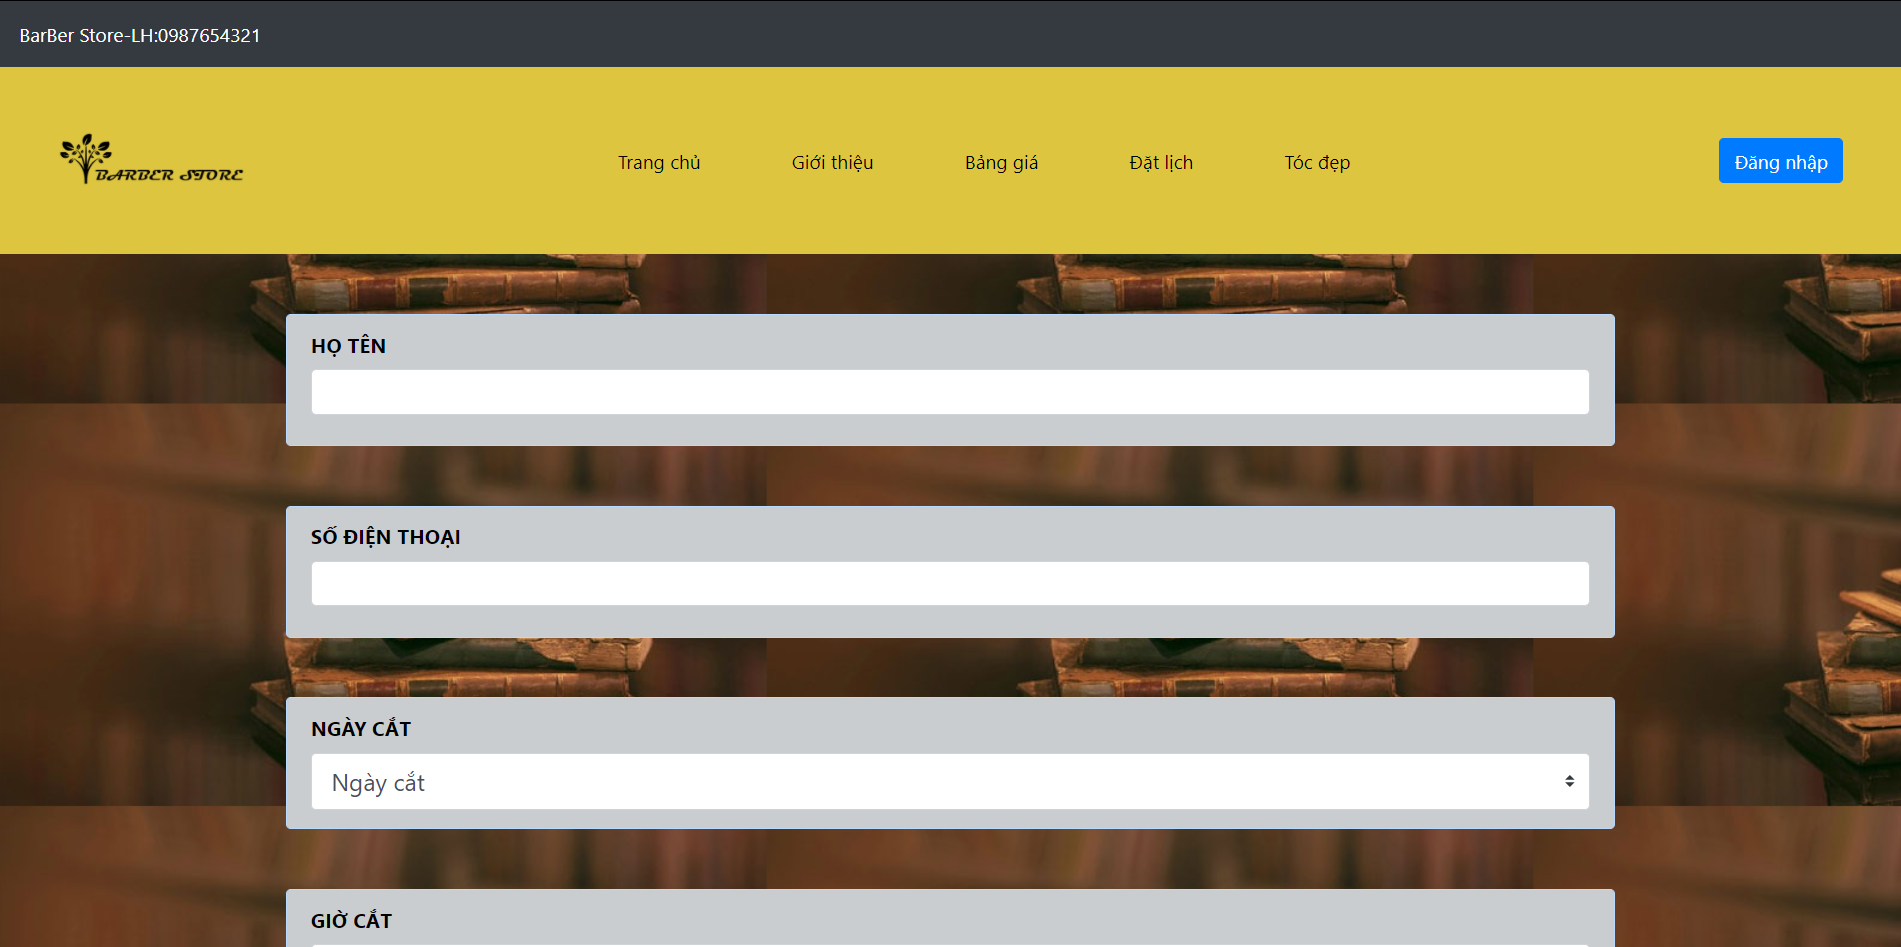 BarBer Store-LH:0987654321
BARBER STORE
Trang chủ
Giới thiệu
Bảng giá
Đặt lịch
Tóc đẹp
Đăng nhập
HỌ TÊN
SỐ ĐIỆN THOẠI
NGÀY CẮT
Ngày cắt
GIỜ CẮT